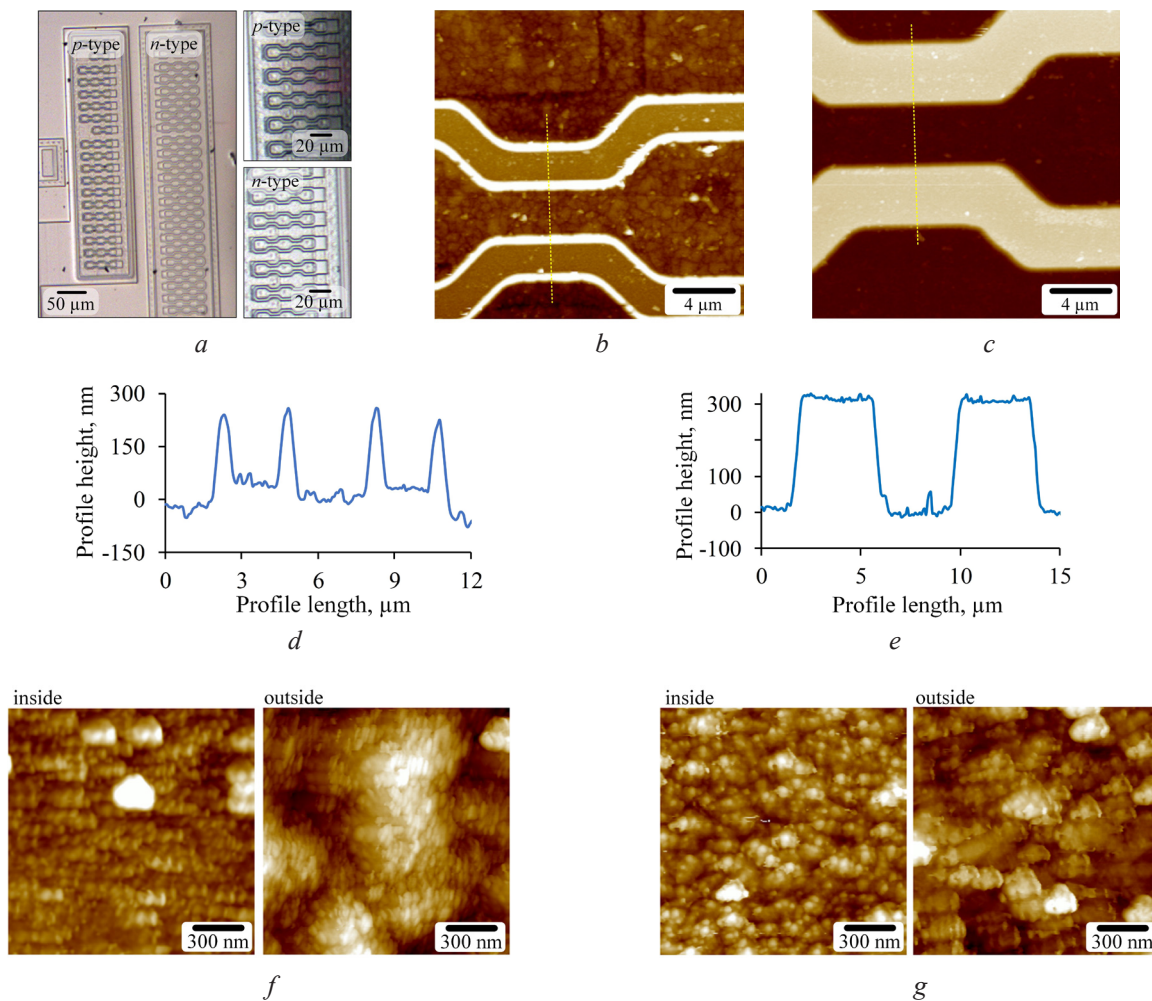 p-type
n-type
50 µm
p-type
20 µm
n-type
20 µm
a
4 µm
b
4 µm
c
Profile height, nm
300
150
0
-150
0
3
6
9
12
Profile length, µm
d
Profile height, nm
300
100
0
-100
0
5
10
15
Profile length, µm
e
inside
300 nm
outside
300 nm
f
inside
300 nm
outside
300 nm
g